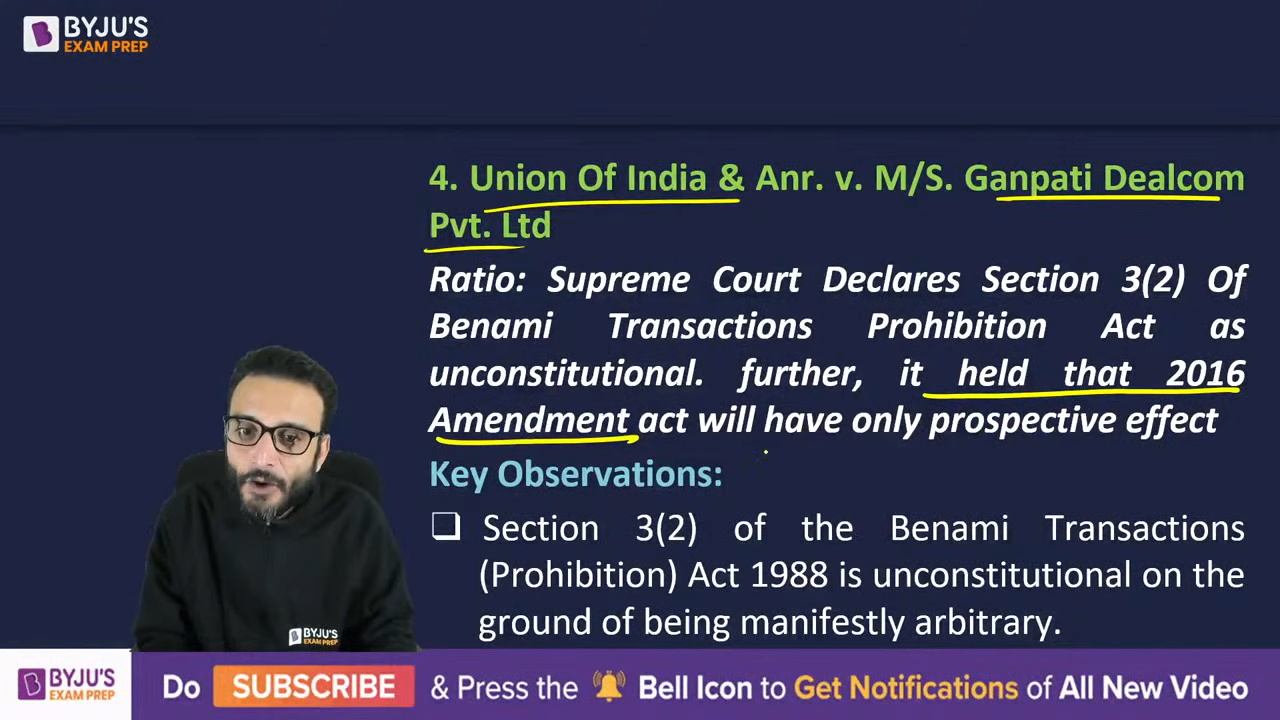 BYJU'S
EXAM PREP
4. Union Of India & Anr. v. M/S. Ganpati Dealcom
Pvt. Ltd
Ratio: Supreme Court Declares Section 3(2) Of
Benami Transactions Prohibition Act as
unconstitutional. further, it held that 2016
Amendment act will have only prospective effect
Key Observations:
❑ Section 3(2) of the Benami Transactions
(Prohibition) Act 1988 is unconstitutional on the
ground of being manifestly arbitrary.
BYJU'S
EXAM PREP
BYJU'S
EXAM PREP
Do SUBSCRIBE & Press the Bell Icon to Get Notifications of All New Video